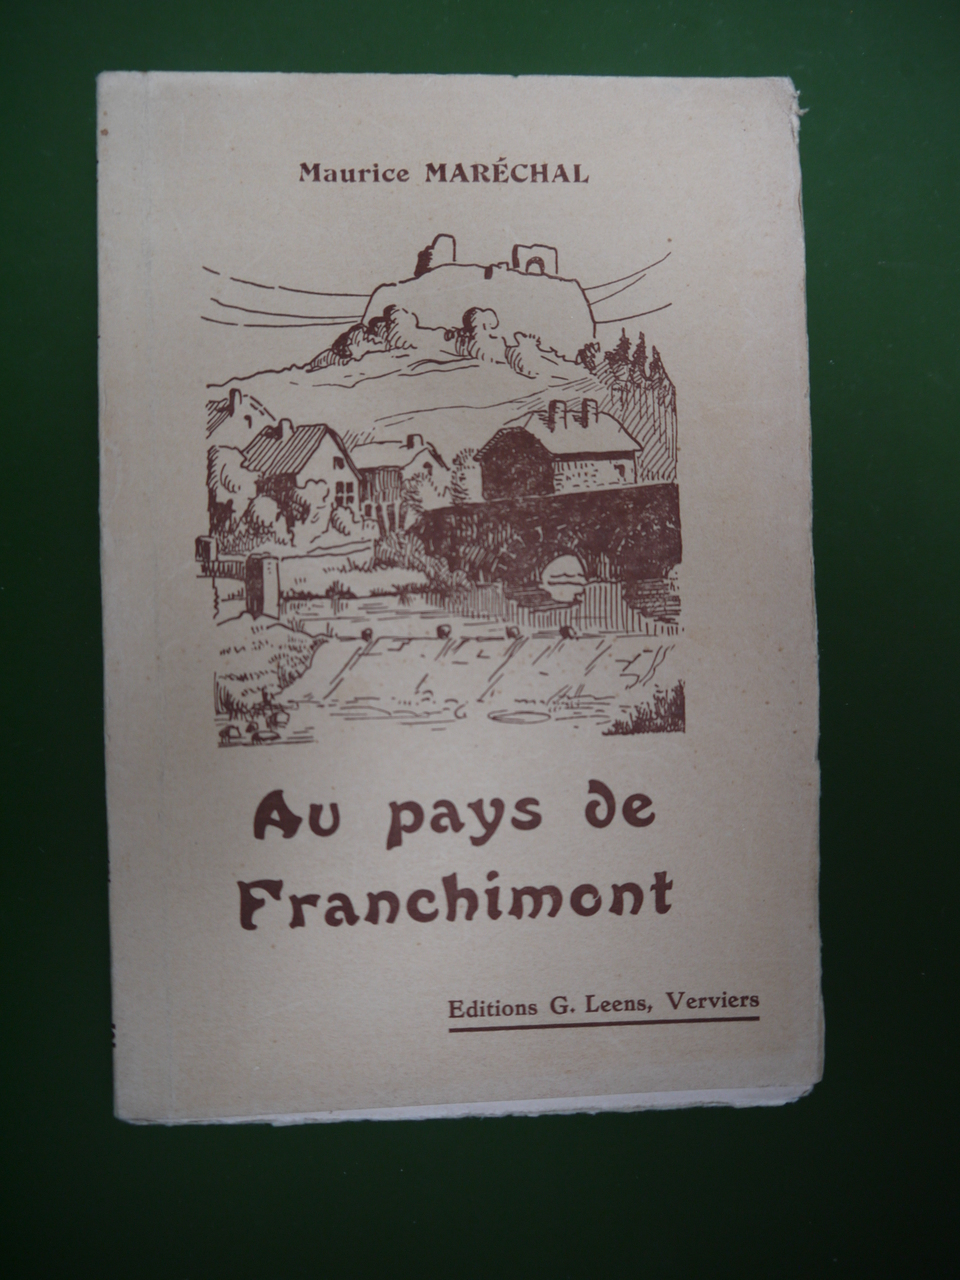 Maurice MARÉCHAL
Au pays de
Franchimont
Editions G. Leens, Verviers